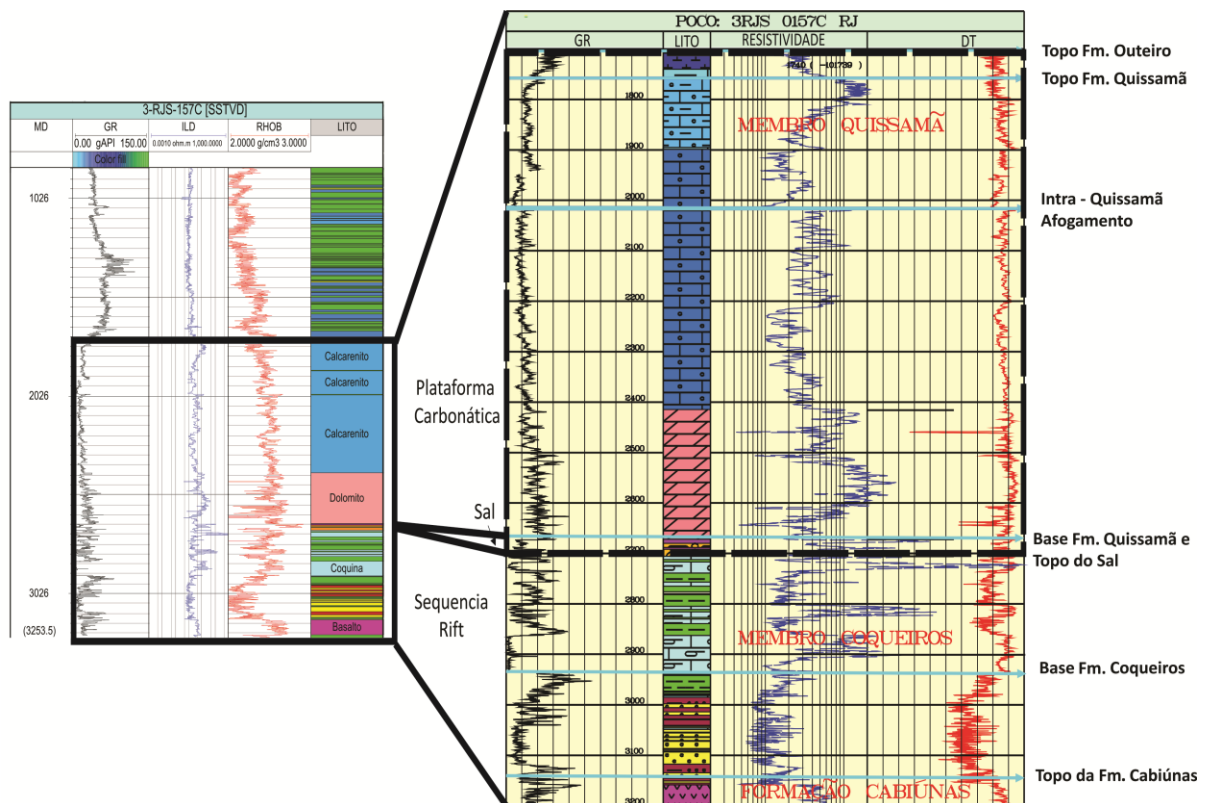 3-RJS-157C [SSTVD]
MD GR ILD RHOB LITO
0.00 gAPI 150.00 0.0010 ohm.m 1,000.0000 2.0000 g/cm3 3.0000
Color fill
1026
Calcarenito
Calcarenito
2026
Calcarenito
Dolomito
Coquina
3026
Basalto
(3253.5)
Plataforma
Carbonática
Sal
Sequencia
Rift
POCO: 3RJS 0157C RJ
GR LITO RESISTIVIDADE DT
1800
MEMBRO QUISSAMÃ
1900
2000
2100
2200
2300
2400
2500
2600
2700
2800
MEMBRO COQUEIROS
2900
3000
3100
FORMAÇÃO CABIÚNAS
3200
Topo Fm. Outeiro
Topo Fm. Quissamã
Intra - Quissamã
Afogamento
Base Fm. Quissamã e
Topo do Sal
Base Fm. Coqueiros
Topo da Fm. Cabiúnas